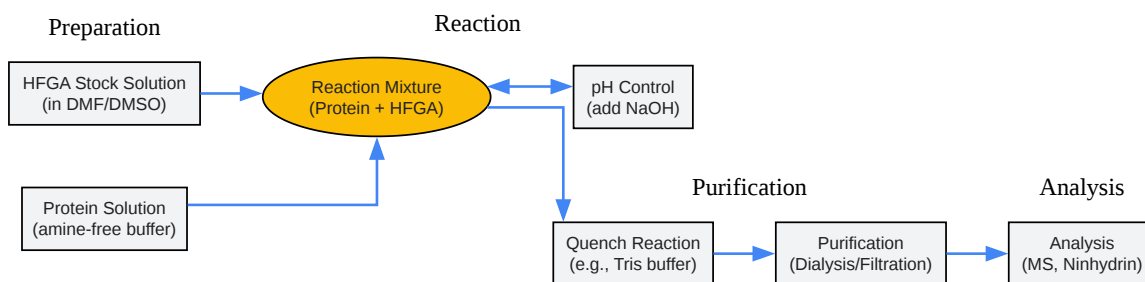 Preparation
Reaction
HFGA Stock Solution
(in DMF/DMSO)
Reaction Mixture
(Protein + HFGA)
pH Control
(add NaOH)
Protein Solution
(amine-free buffer)
Purification
Analysis
Quench Reaction
(e.g., Tris buffer)
Purification
(Dialysis/Filtration)
Analysis
(MS, Ninhydrin)